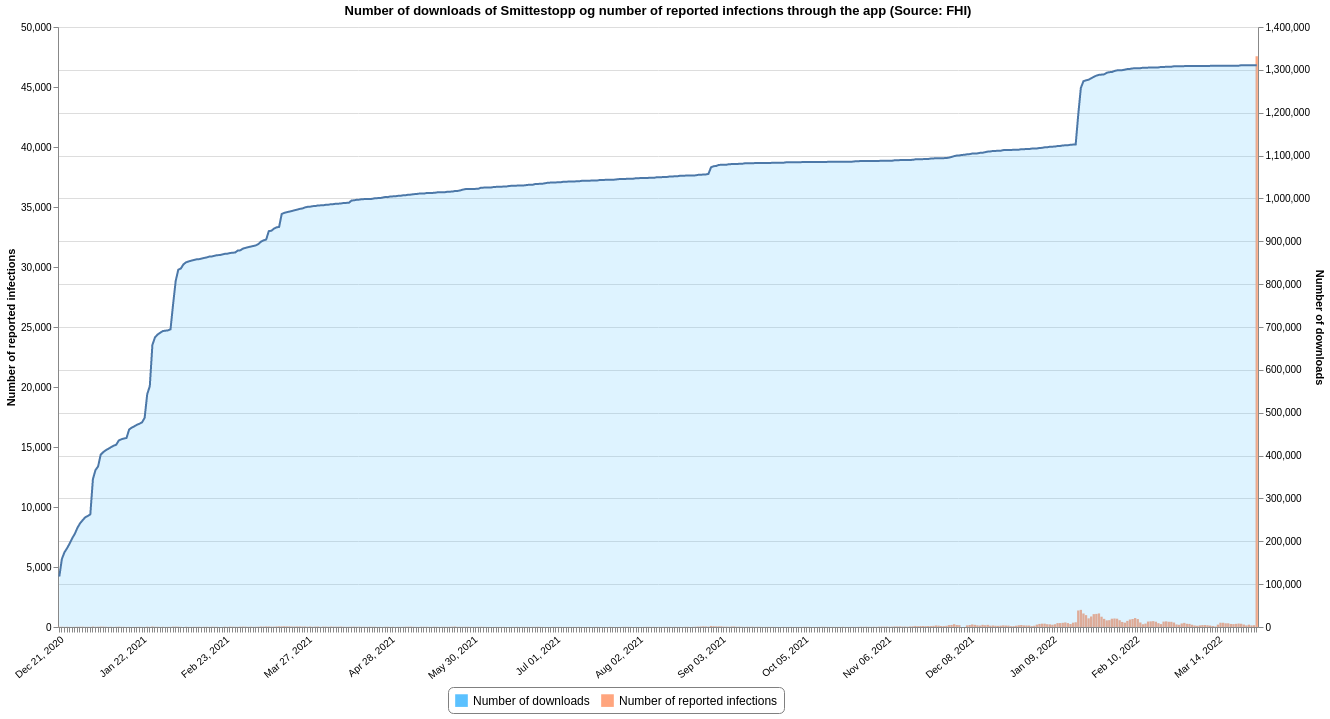 Number of downloads of Smittestopp og number of reported infections through the app (Source: FHI)
50,000
45,000
40,000
35,000
30,000
25,000
20,000
15,000
10,000
5,000
0
Number of reported infections
1,400,000
1,300,000
1,200,000
1,100,000
1,000,000
900,000
800,000
700,000
600,000
500,000
400,000
300,000
200,000
100,000
0
Number of downloads
Dec 21, 2020
Jan 22, 2021
Feb 23, 2021
Mar 27, 2021
Apr 28, 2021
May 30, 2021
Jul 01, 2021
Aug 02, 2021
Sep 03, 2021
Oct 05, 2021
Nov 06, 2021
Dec 08, 2021
Jan 09, 2022
Feb 10, 2022
Mar 14, 2022
Number of downloads
Number of reported infections